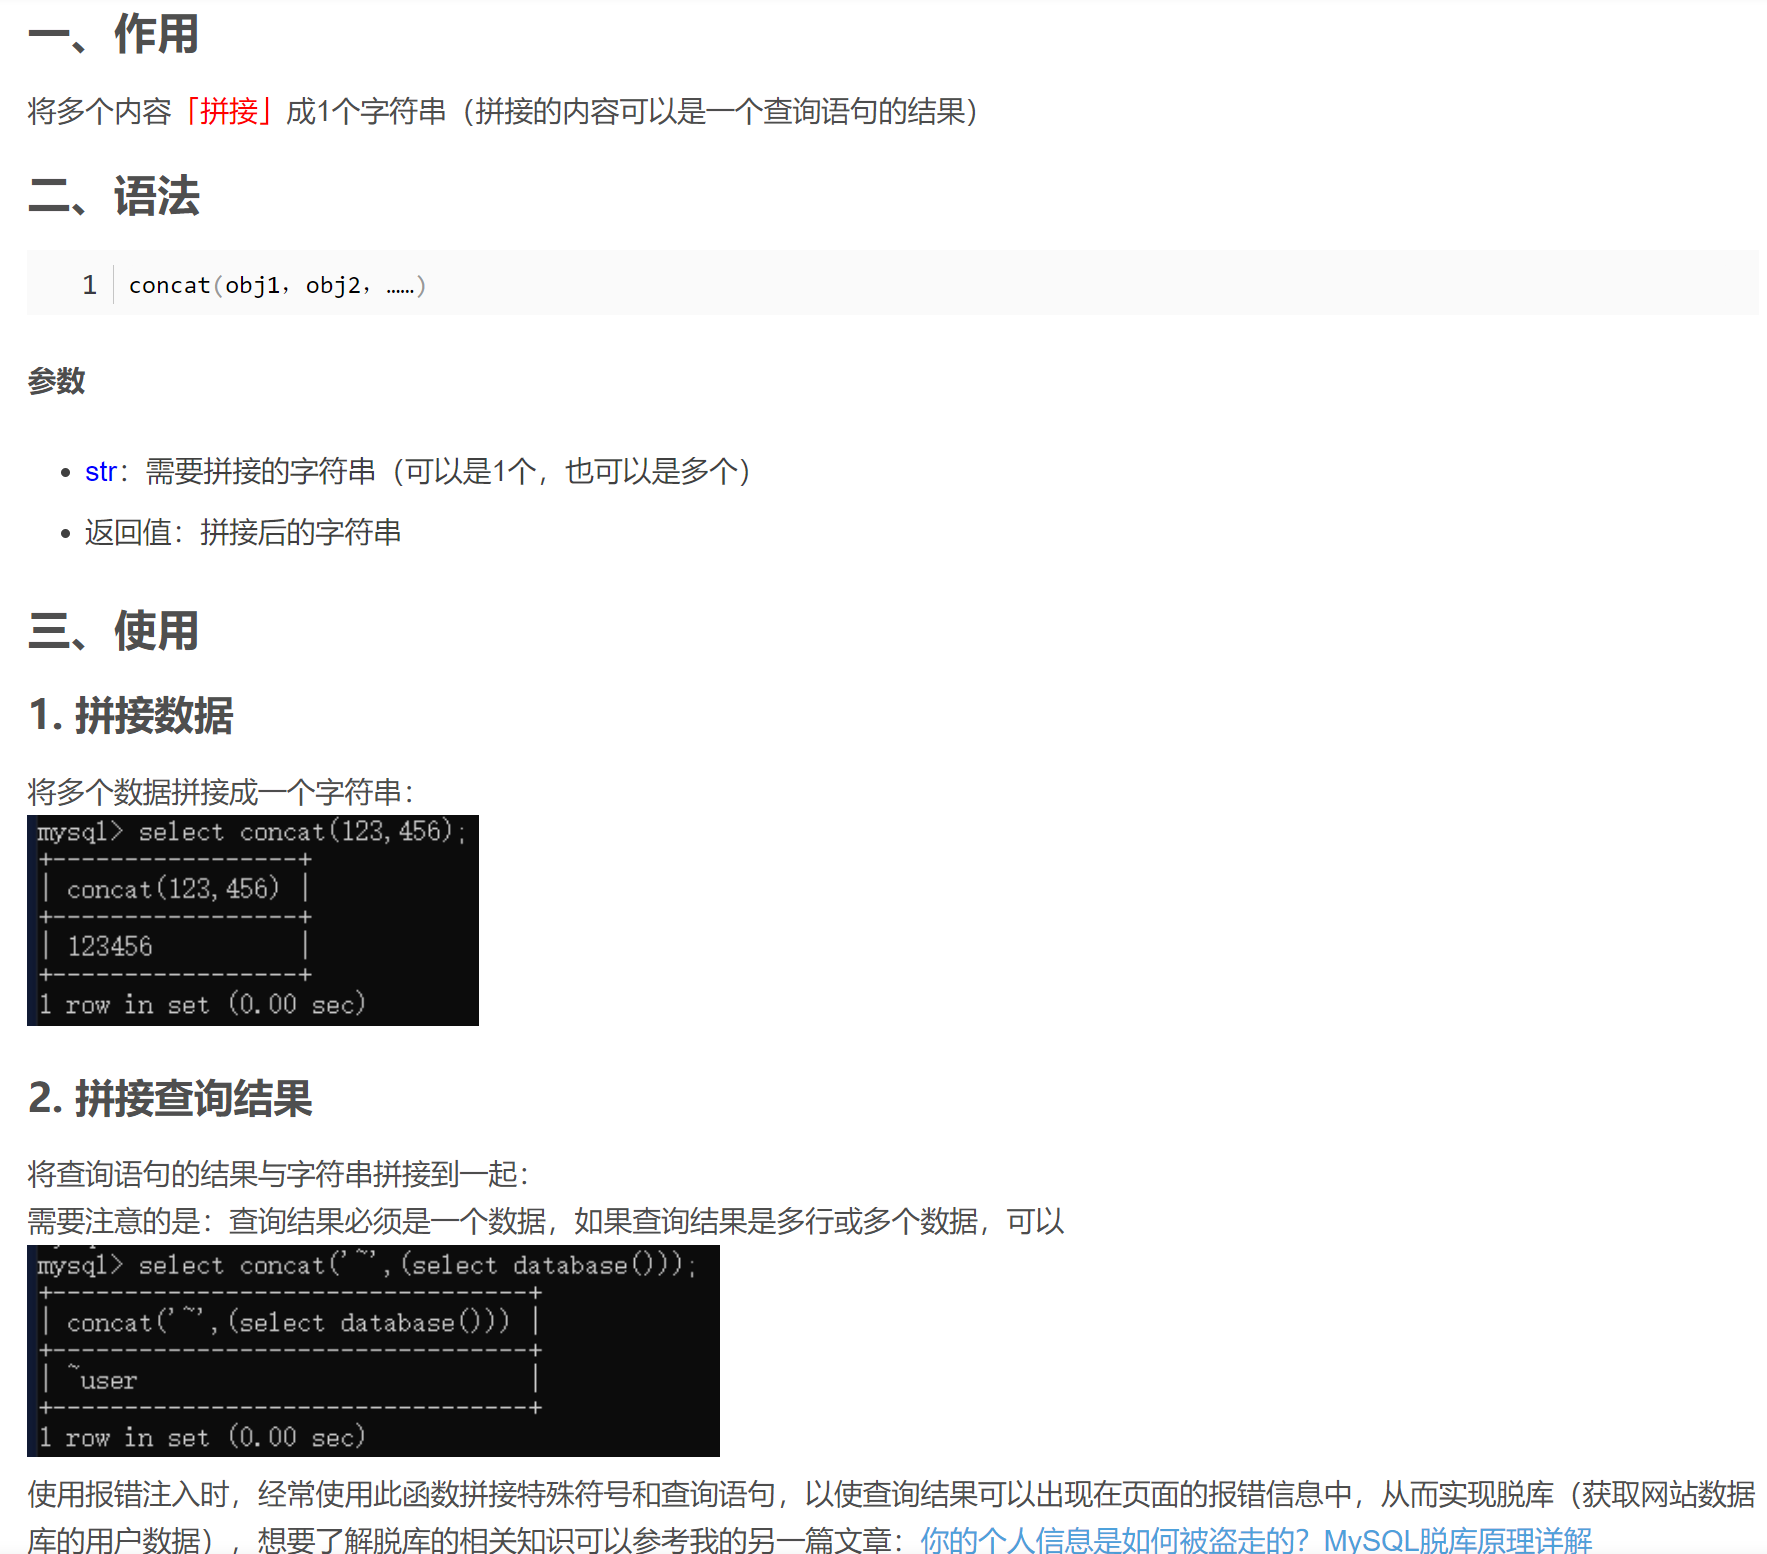 一、作用
将多个内容「拼接」成1个字符串（拼接的内容可以是一个查询语句的结果）
二、语法
1 concat(obj1，obj2，……)
参数
• str：需要拼接的字符串（可以是1个，也可以是多个）
• 返回值：拼接后的字符串
三、使用
1. 拼接数据
将多个数据拼接成一个字符串：
mysql> select concat(123,456);
+-----------------+
| concat(123,456) |
+-----------------+
| 123456          |
+-----------------+
1 row in set (0.00 sec)
2. 拼接查询结果
将查询语句的结果与字符串拼接到一起：
需要注意的是：查询结果必须是一个数据，如果查询结果是多行或多个数据，可以
mysql> select concat('~',(select database()));
+---------------------------------+
| concat('~',(select database())) |
+---------------------------------+
| ~user                           |
+---------------------------------+
1 row in set (0.00 sec)
使用报错注入时，经常使用此函数拼接特殊符号和查询语句，以使查询结果可以出现在页面的报错信息中，从而实现脱库（获取网站数据
库的用户数据），想要了解脱库的相关知识可以参考我的另一篇文章：你的个人信息是如何被盗走的？MySQL脱库原理详解